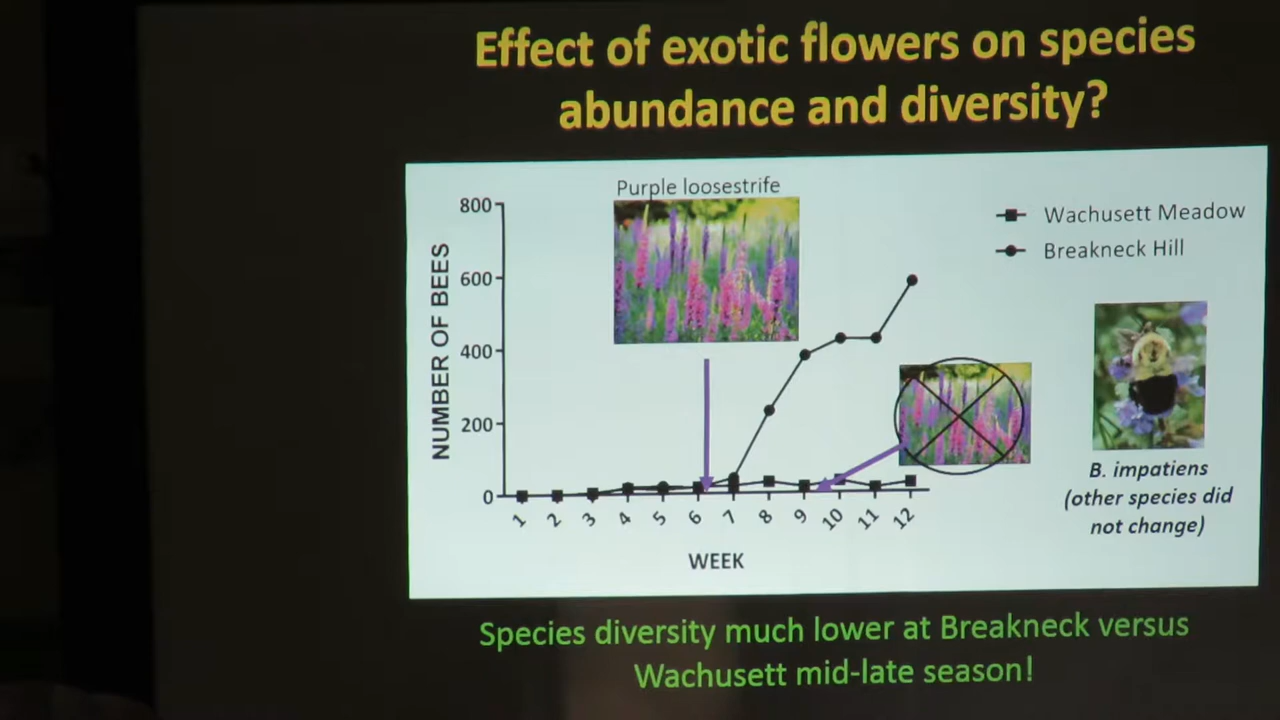 Effect of exotic flowers on species
abundance and diversity?
Purple loosestrife
Wachusett Meadow
Breakneck Hill
NUMBER OF BEES
800
600
400
200
0
1 2 3 4 5 6 7 8 9 10 11 12
WEEK
B. impatiens
(other species did
not change)
Species diversity much lower at Breakneck versus
Wachusett mid-late season!